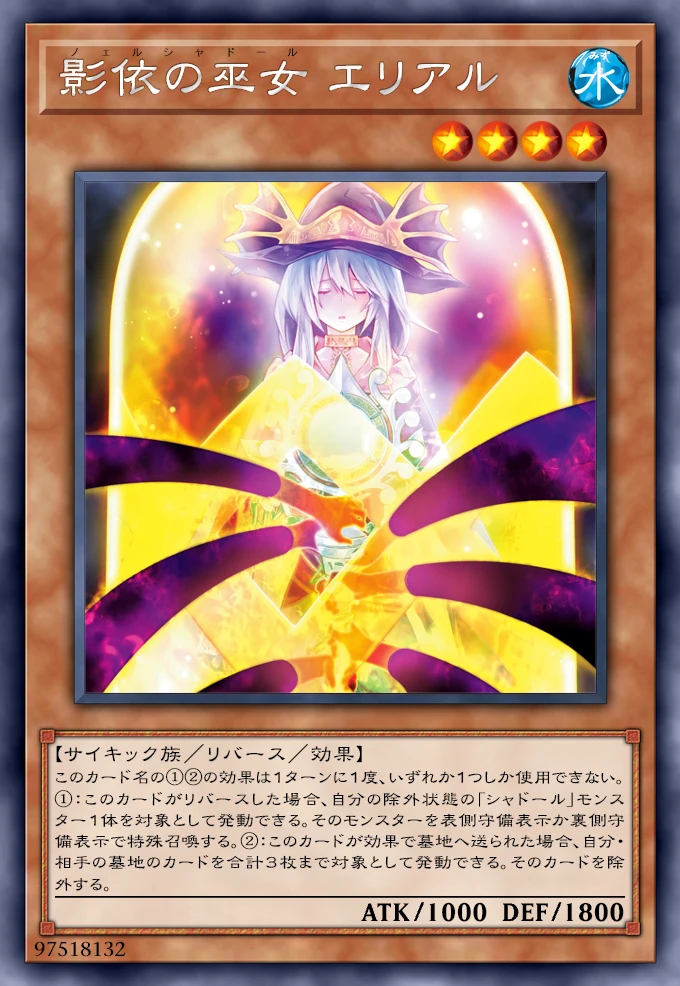 ノェルシャドール
影依の巫女 エリアル
みず
水
【サイキック族／リバース／効果】
このカード名の①②の効果は１ターンに１度、いずれか１つしか使用できない。
①：このカードがリバースした場合、自分の除外状態の「シャドール」モンス
ター１体を対象として発動できる。そのモンスターを表側守備表示か裏側守
備表示で特殊召喚する。②：このカードが効果で墓地へ送られた場合、自分・
相手の墓地のカードを合計３枚まで対象として発動できる。そのカードを除
外する。
ATK/1000 DEF/1800
97518132